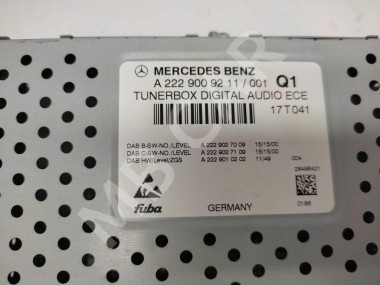 MERCEDES BENZ
A 222 900 92 11 / 001 Q1
TUNERBOX DIGITAL AUDIO ECE
17T041
DAB B-SW-NO./LEVEL A 222 902 70 09 15/15/00
DAB C-SW-NO./LEVEL A 222 902 71 09 15/15/00
DAB HW/Level/ZGS A 222 901 02 02 11/49 004
28498421
fuba
GERMANY